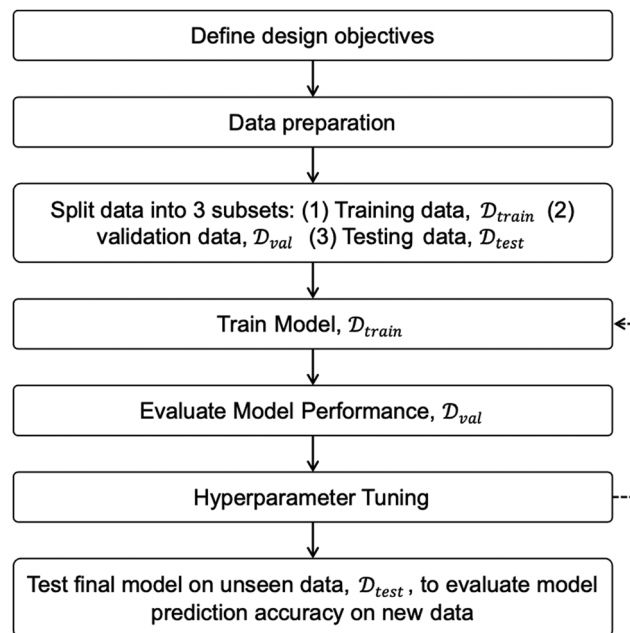 Define design objectives
Data preparation
Split data into 3 subsets: (1) Training data, 𝒟train (2)
validation data, 𝒟val (3) Testing data, 𝒟test
Train Model, 𝒟train
Evaluate Model Performance, 𝒟val
Hyperparameter Tuning
Test final model on unseen data, 𝒟test, to evaluate model
prediction accuracy on new data